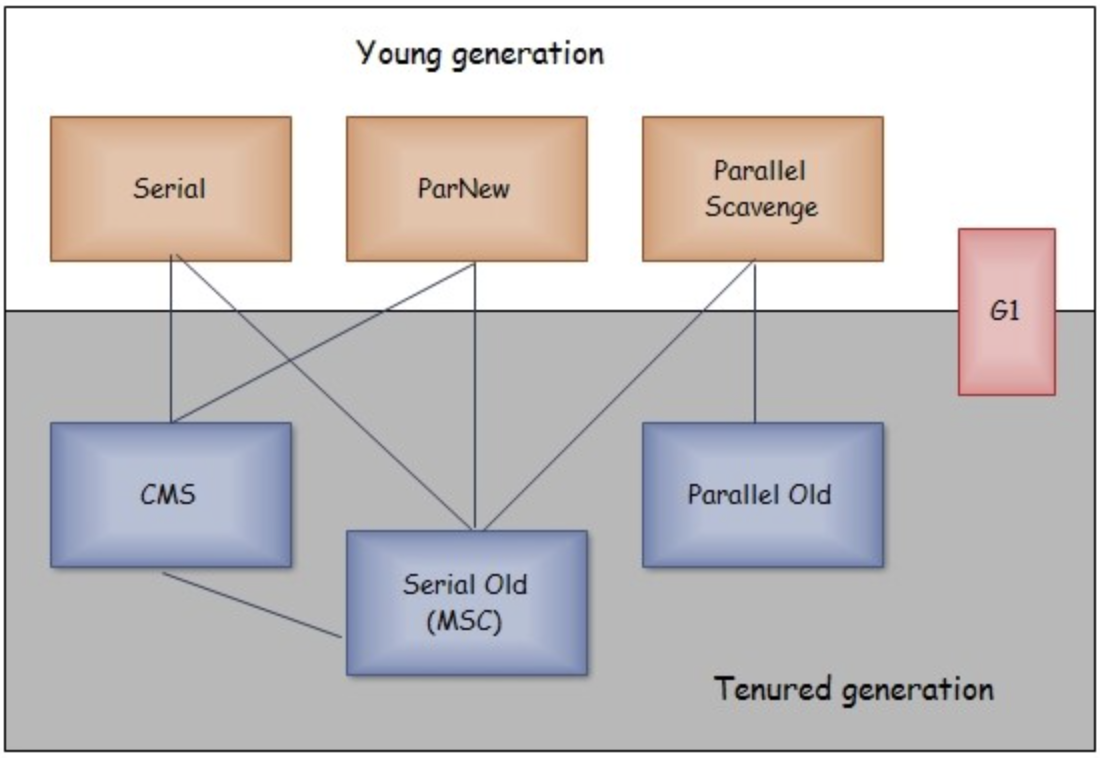 Young generation
Serial
ParNew
Parallel
Scavenge
G1
CMS
Parallel Old
Serial Old
(MSC)
Tenured generation